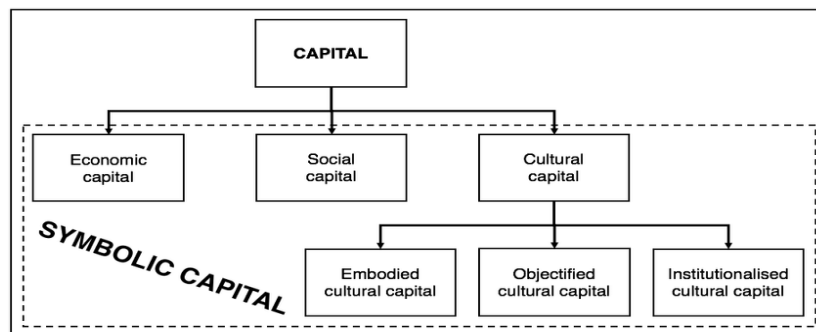 CAPITAL
Economic
capital
Social
capital
Cultural
capital
SYMBOLIC CAPITAL
Embodied
cultural capital
Objectified
cultural capital
Institutionalised
cultural capital